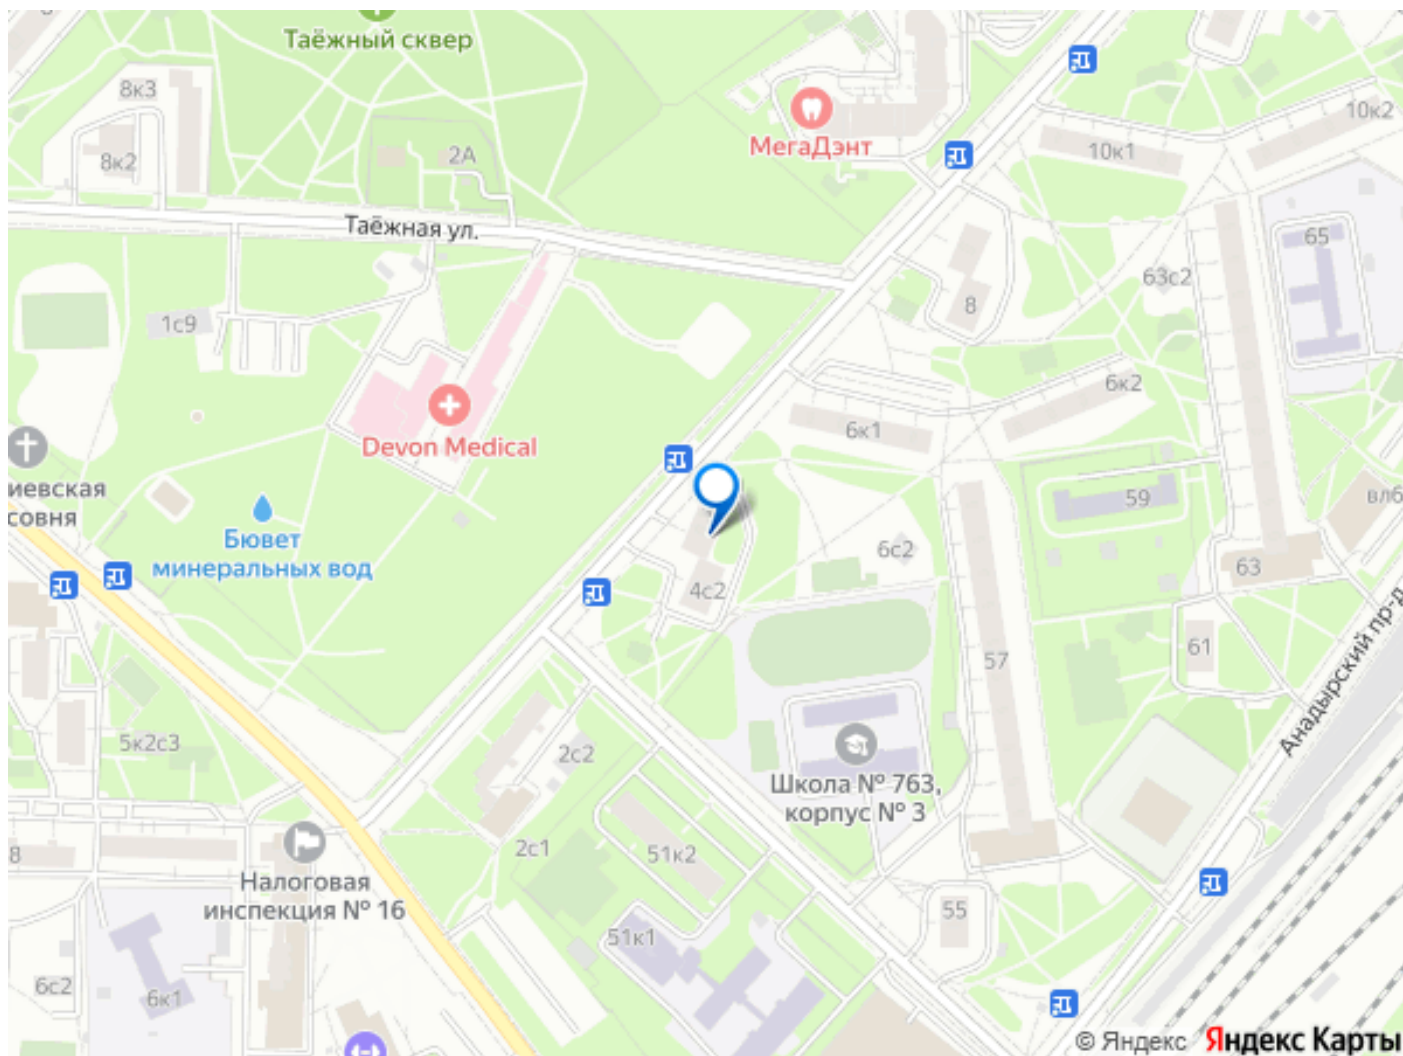 Таёжный сквер
8к3
МегаДэнт
10к2
10к1
8к2
2А
Таёжная ул.
65
63с2
8
1с9
6к2
6к1
Devon Medical
иевская
совня
59
влб
Бювет
минеральных вод
6с2
63
4с2
Анадырский пр-д
61
57
5к2с3
2с2
Школа № 763,
корпус № 3
8
2с1
51к2
Налоговая
инспекция № 16
55
51к1
6с2
6к1
© Яндекс Яндекс Карты